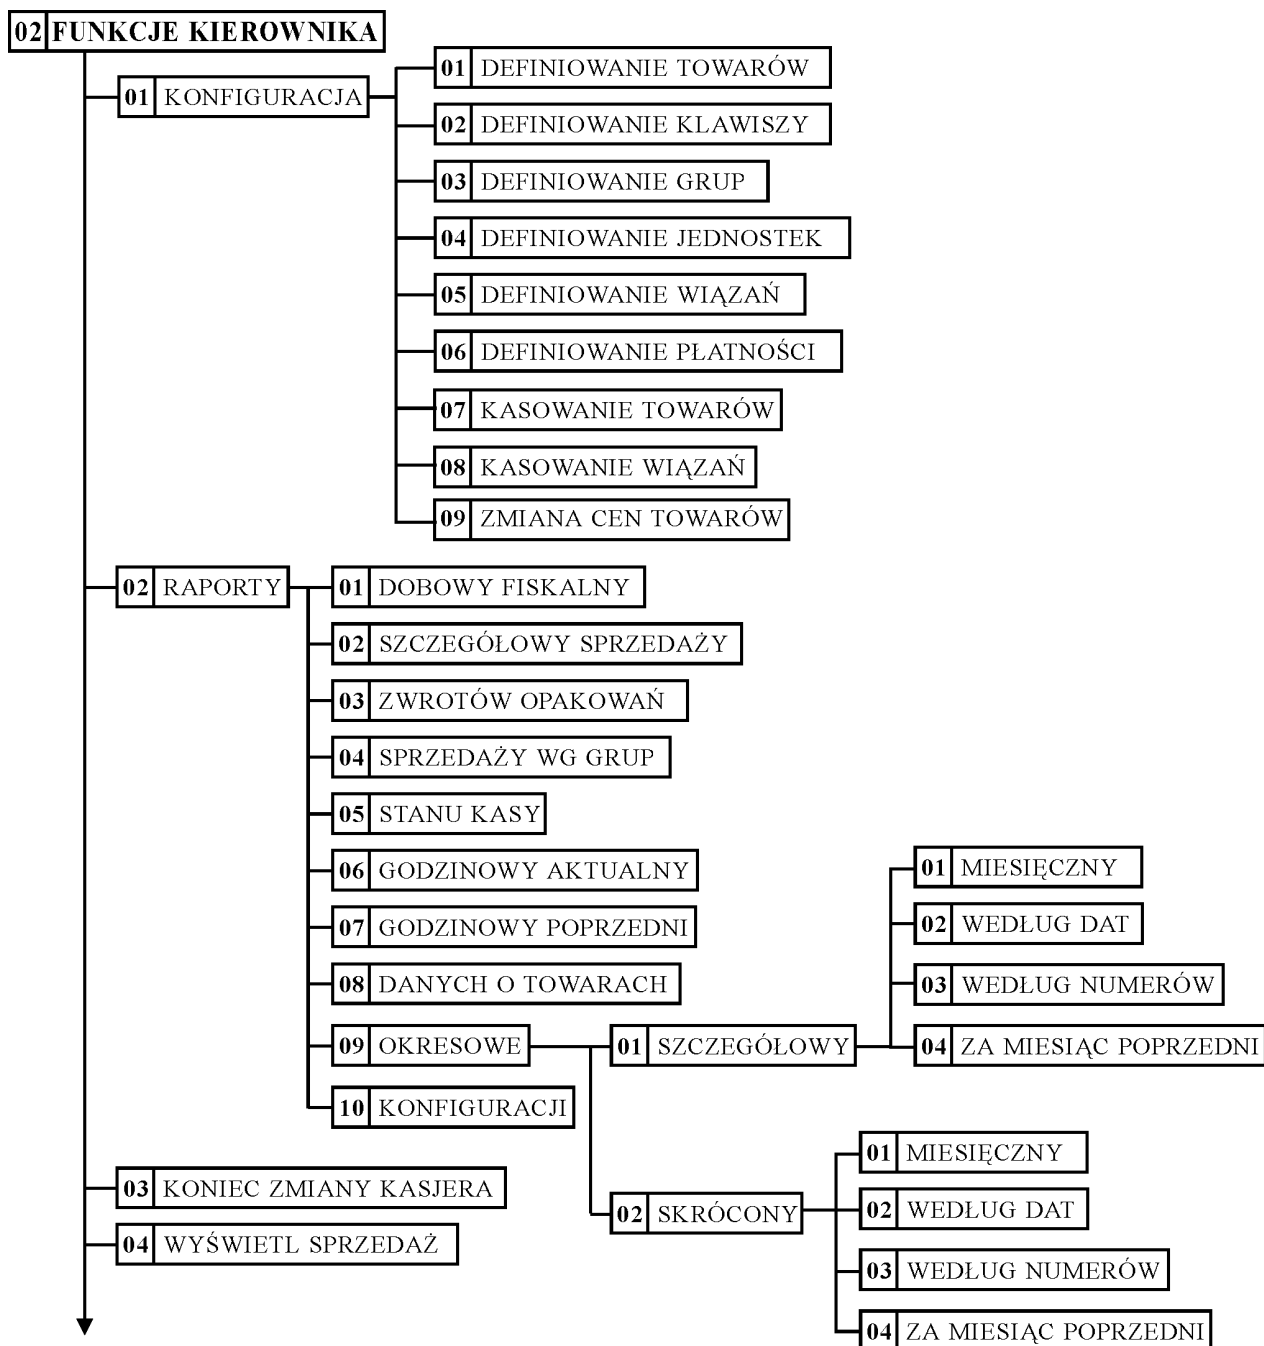 02 FUNKCJE KIEROWNIKA
01 KONFIGURACJA
01 DEFINIOWANIE TOWARÓW
02 DEFINIOWANIE KLAWISZY
03 DEFINIOWANIE GRUP
04 DEFINIOWANIE JEDNOSTEK
05 DEFINIOWANIE WIĄZAŃ
06 DEFINIOWANIE PŁATNOŚCI
07 KASOWANIE TOWARÓW
08 KASOWANIE WIĄZAŃ
09 ZMIANA CEN TOWARÓW
02 RAPORTY
01 DOBOWY FISKALNY
02 SZCZEGÓŁOWY SPRZEDAŻY
03 ZWROTÓW OPAKOWAŃ
04 SPRZEDAŻY WG GRUP
05 STANU KASY
06 GODZINOWY AKTUALNY
07 GODZINOWY POPRZEDNI
08 DANYCH O TOWARACH
09 OKRESOWE
01 SZCZEGÓŁOWY
01 MIESIĘCZNY
02 WEDŁUG DAT
03 WEDŁUG NUMERÓW
04 ZA MIESIĄC POPRZEDNI
02 SKRÓCONY
01 MIESIĘCZNY
02 WEDŁUG DAT
03 WEDŁUG NUMERÓW
04 ZA MIESIĄC POPRZEDNI
10 KONFIGURACJI
03 KONIEC ZMIANY KASJERA
04 WYŚWIETL SPRZEDAŻ